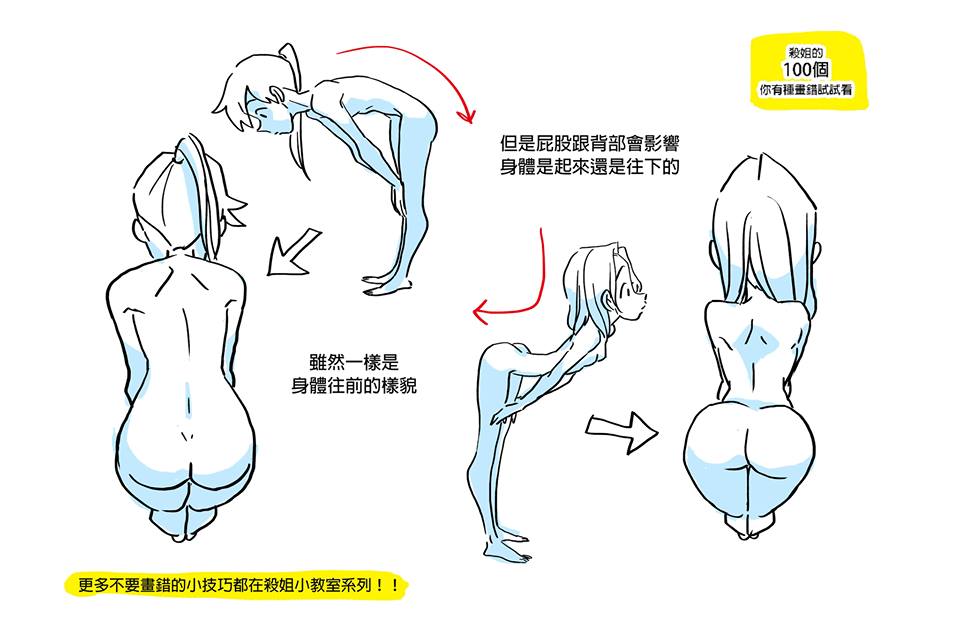 殺姐的
100個
你有種畫錯試試看
但是屁股跟背部會影響
身體是起來還是往下的
雖然一樣是
身體往前的樣貌
更多不要畫錯的小技巧都在殺姐小教室系列！！